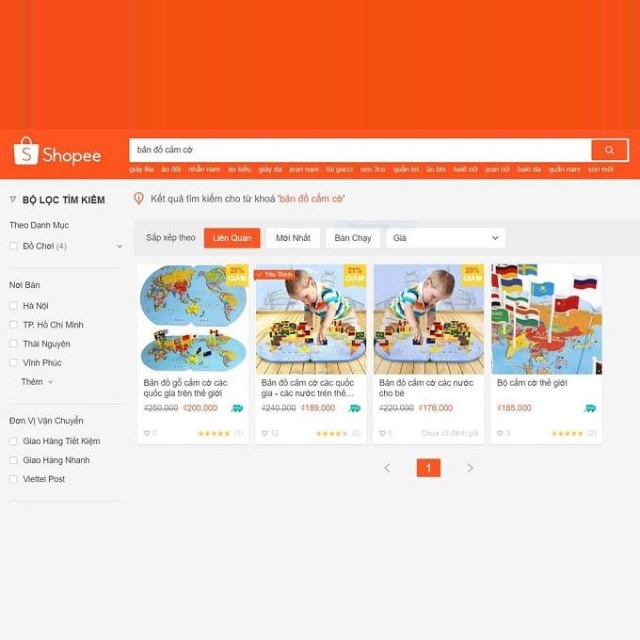 Shopee
bản đồ cắm cờ
giày fila áo đôi nhẫn nam áo kiểu giày da jean nam túi gucci sơn 3ce quần lót áo bts balô nữ jean nữ balo da quần nam son môi
BỘ LỌC TÌM KIẾM
Theo Danh Mục
Đồ Chơi (4)
Nơi Bán
Hà Nội
TP. Hồ Chí Minh
Thái Nguyên
Vĩnh Phúc
Thêm
Đơn Vị Vận Chuyển
Giao Hàng Tiết Kiệm
Giao Hàng Nhanh
Viettel Post
Kết quả tìm kiếm cho từ khoá 'bản đồ cắm cờ'
Sắp xếp theo Liên Quan Mới Nhất Bán Chạy Giá
20%
GIẢM
Bản đồ gỗ cắm cờ các
quốc gia trên thế giới
₫250.000 ₫200.000
0 (1)
Yêu Thích
21%
GIẢM
Bản đồ cắm cờ các quốc
gia - các nước trên thế...
₫240.000 ₫189.000
12 (3)
20%
GIẢM
Bản đồ cắm cờ các nước
cho bé
₫220.000 ₫176.000
Chưa có đánh giá
Bộ cắm cờ thế giới
₫165.000
(2)
1